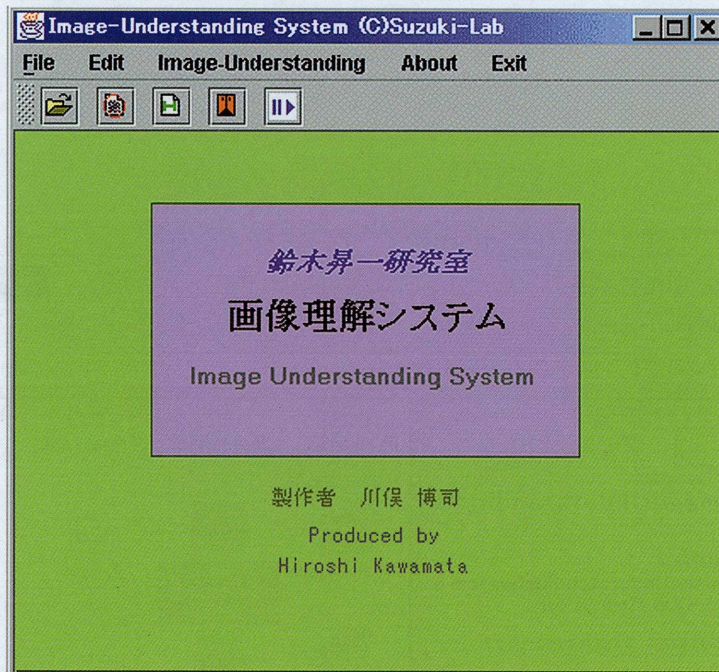 Image-Understanding System (C)Suzuki-Lab
File Edit Image-Understanding About Exit
鈴木昇一研究室
画像理解システム
Image Understanding System
製作者　川俣 博司
Produced by
Hiroshi Kawamata